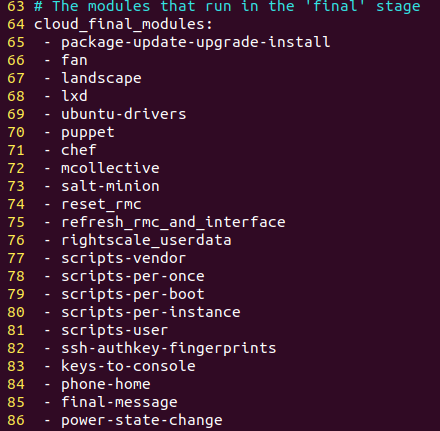 63 # The modules that run in the 'final' stage
64 cloud_final_modules:
65  - package-update-upgrade-install
66  - fan
67  - landscape
68  - lxd
69  - ubuntu-drivers
70  - puppet
71  - chef
72  - mcollective
73  - salt-minion
74  - reset_rmc
75  - refresh_rmc_and_interface
76  - rightscale_userdata
77  - scripts-vendor
78  - scripts-per-once
79  - scripts-per-boot
80  - scripts-per-instance
81  - scripts-user
82  - ssh-authkey-fingerprints
83  - keys-to-console
84  - phone-home
85  - final-message
86  - power-state-change